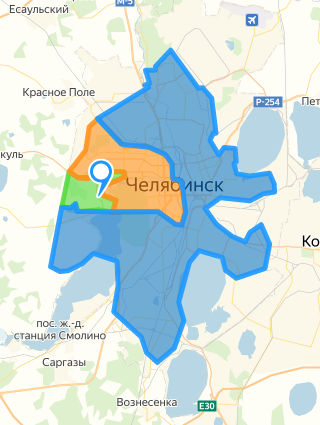 М-5
Есаульский
Красное Поле
Р-254
Пет
куль
Челябинск
Ко
пос. ж.-д.
станция Смолино
Саргазы
Вознесенка
Е30